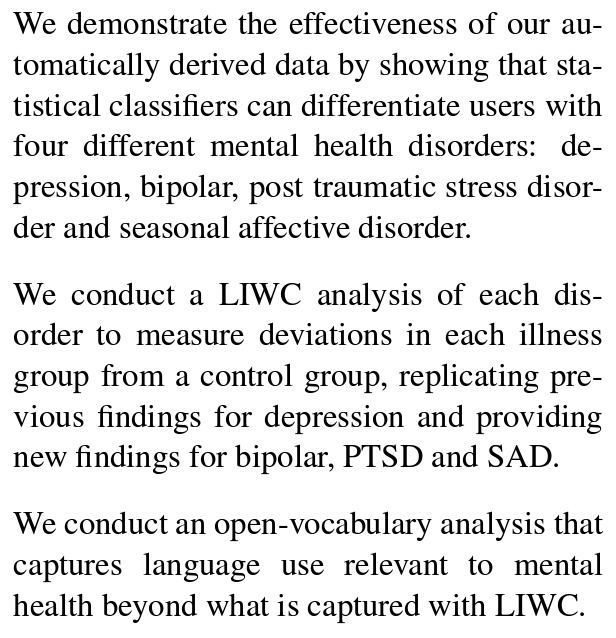 We demonstrate the effectiveness of our au-
tomatically derived data by showing that sta-
tistical classifiers can differentiate users with
four different mental health disorders: de-
pression, bipolar, post traumatic stress disor-
der and seasonal affective disorder.
We conduct a LIWC analysis of each dis-
order to measure deviations in each illness
group from a control group, replicating pre-
vious findings for depression and providing
new findings for bipolar, PTSD and SAD.
We conduct an open-vocabulary analysis that
captures language use relevant to mental
health beyond what is captured with LIWC.